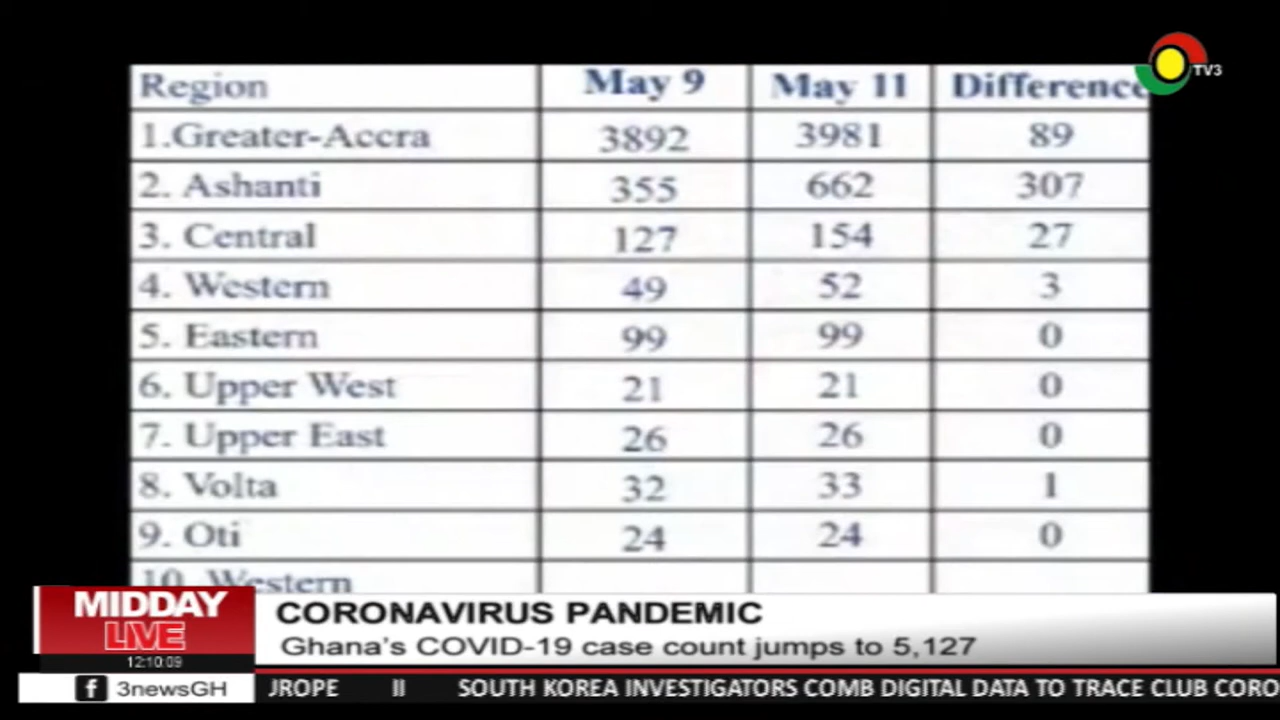 TV3
Region May 9 May 11 Difference
1.Greater-Accra 3892 3981 89
2. Ashanti 355 662 307
3. Central 127 154 27
4. Western 49 52 3
5. Eastern 99 99 0
6. Upper West 21 21 0
7. Upper East 26 26 0
8. Volta 32 33 1
9. Oti 24 24 0
10. Western
MIDDAY
LIVE
12:10:09
CORONAVIRUS PANDEMIC
Ghana's COVID-19 case count jumps to 5,127
f 3newsGH
JROPE II SOUTH KOREA INVESTIGATORS COMB DIGITAL DATA TO TRACE CLUB CORO